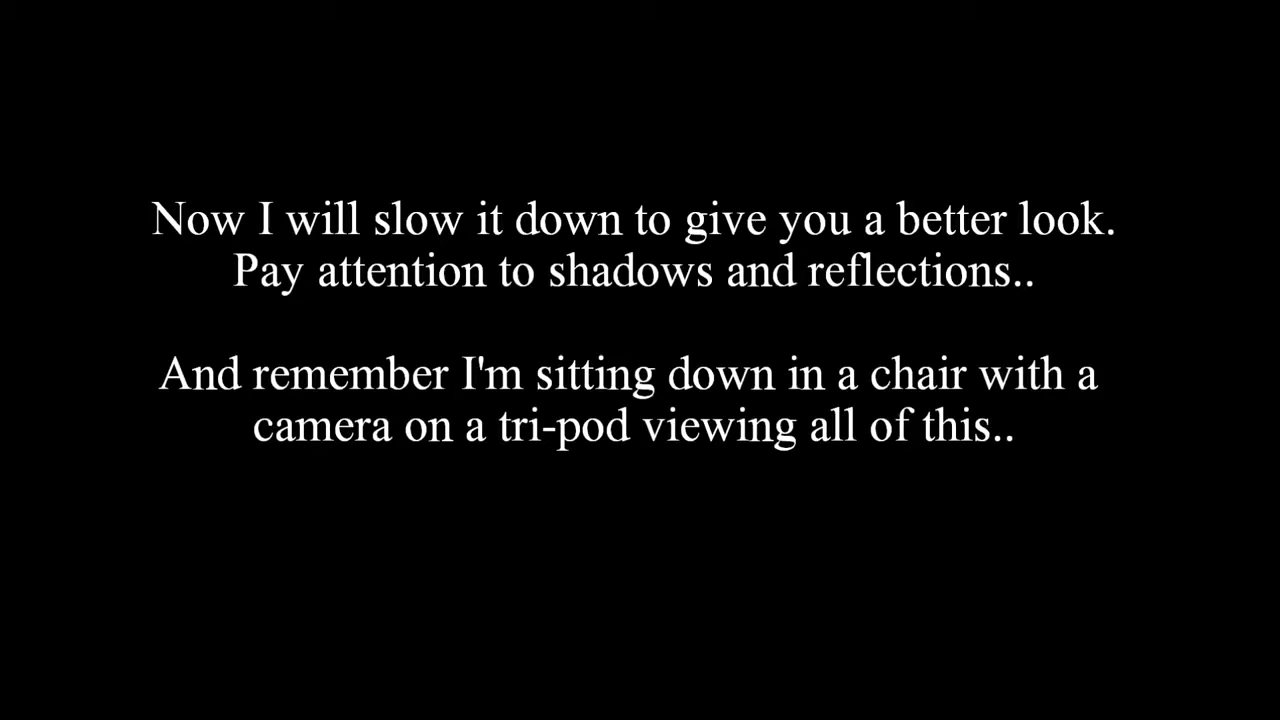 Now I will slow it down to give you a better look.
Pay attention to shadows and reflections..
And remember I'm sitting down in a chair with a
camera on a tri-pod viewing all of this..